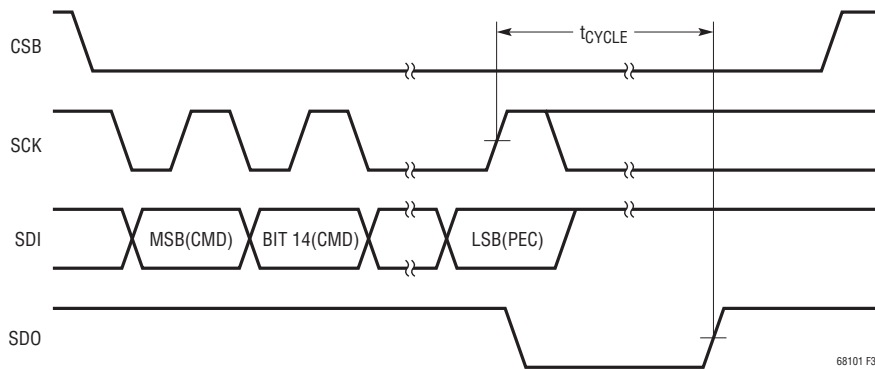 CSB
tCYCLE
SCK
SDI
MSB(CMD)
BIT 14(CMD)
LSB(PEC)
SDO
68101 F3